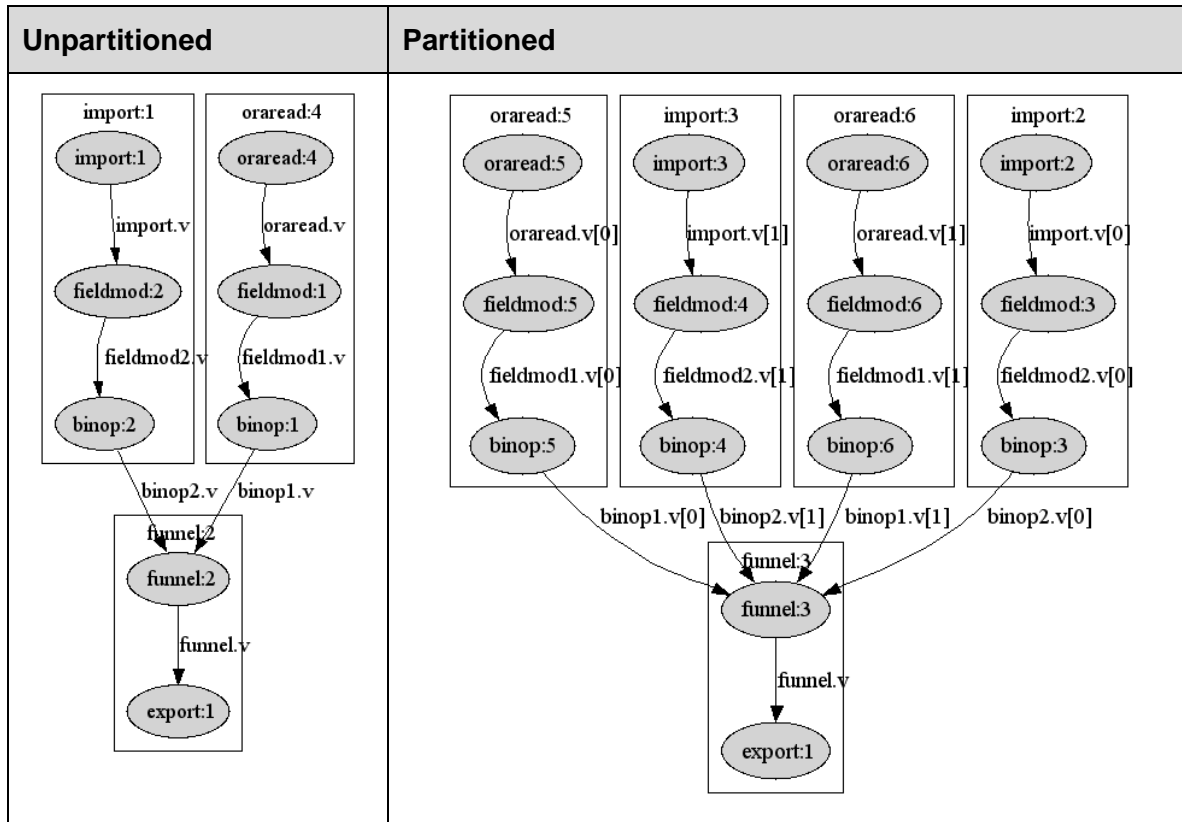 Unpartitioned
Partitioned
import:1
oraread:4
import:1
oraread:4
import.v
oraread.v
fieldmod:2
fieldmod:1
fieldmod2.v
fieldmod1.v
binop:2
binop:1
binop2.v
binop1.v
funnel:2
funnel:2
funnel.v
export:1
oraread:5
import:3
oraread:6
import:2
oraread:5
import:3
oraread:6
import:2
oraread.v[0]
import.v[1]
oraread.v[1]
import.v[0]
fieldmod:5
fieldmod:4
fieldmod:6
fieldmod:3
fieldmod1.v[0]
fieldmod2.v[1]
fieldmod1.v[1]
fieldmod2.v[0]
binop:5
binop:4
binop:6
binop:3
binop1.v[0]
binop2.v[1]
binop1.v[1]
binop2.v[0]
funnel:3
funnel:3
funnel.v
export:1